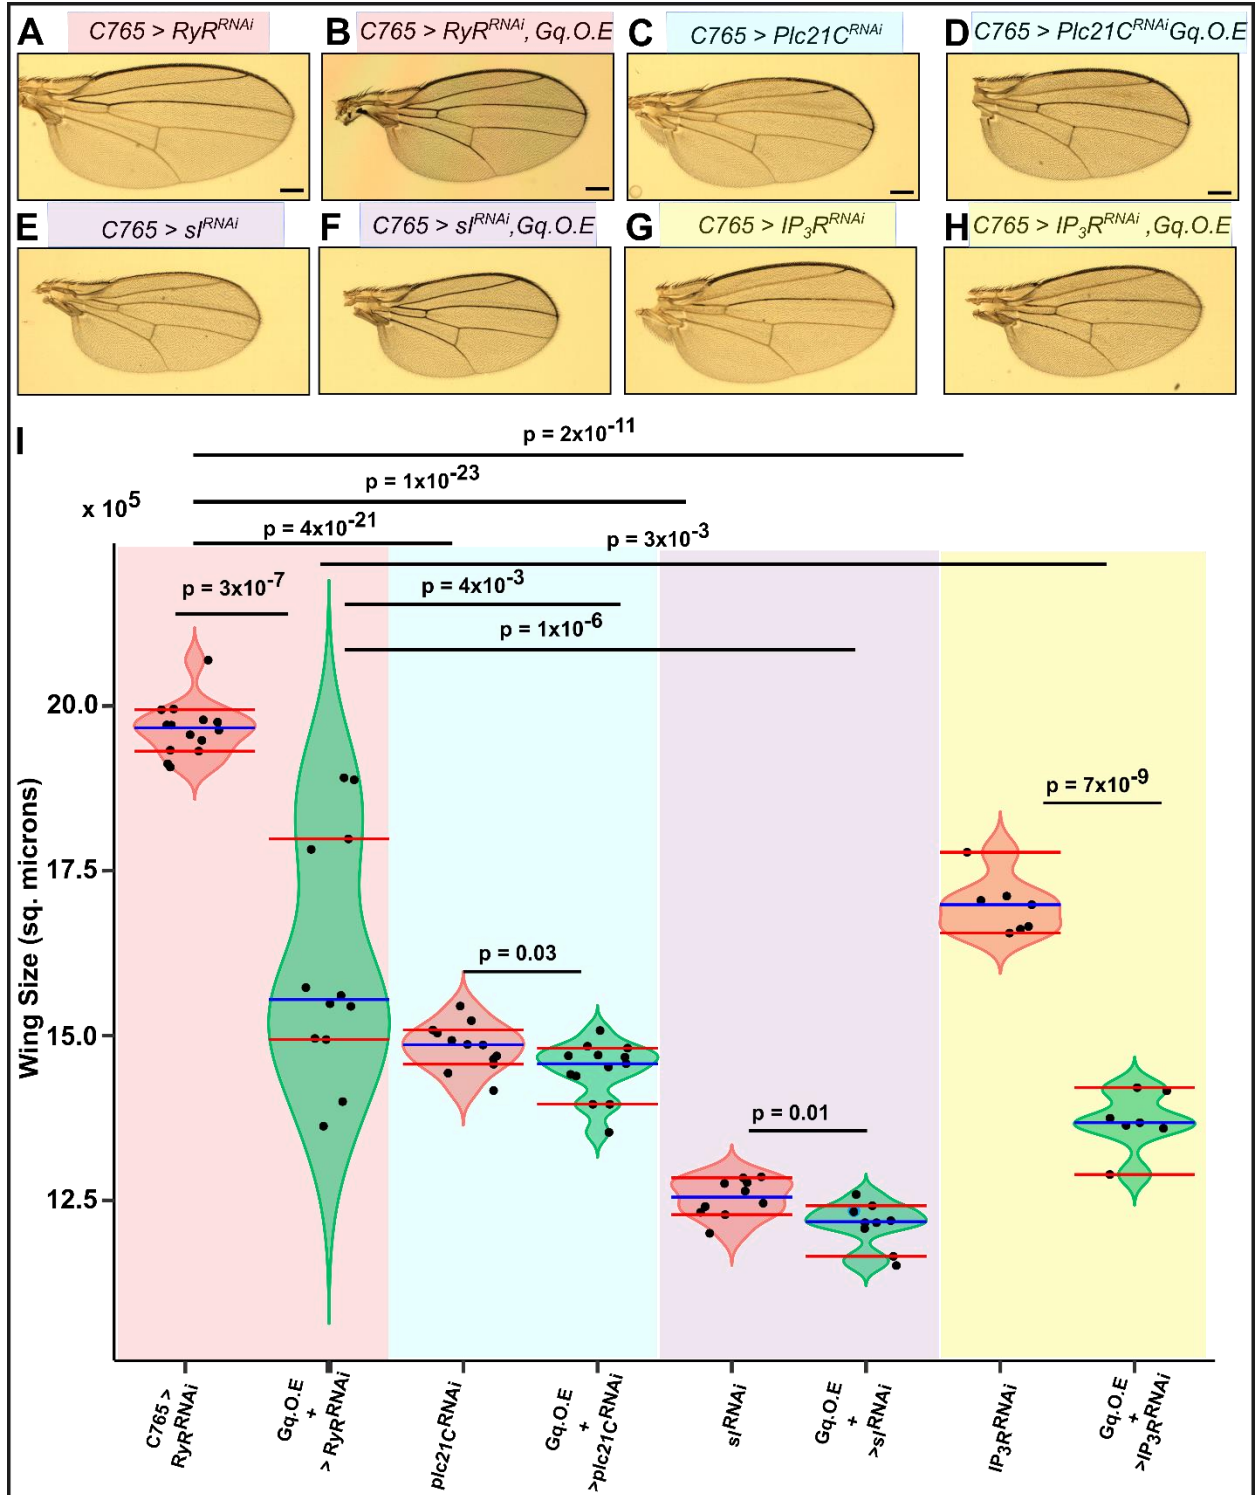 A C765 > RyR^RNAi
B C765 > RyR^RNAi, Gq.O.E
C C765 > Plc21C^RNAi
D C765 > Plc21C^RNAi Gq.O.E
E C765 > sl^RNAi
F C765 > sl^RNAi,Gq.O.E
G C765 > IP₃R^RNAi
H C765 > IP₃R^RNAi ,Gq.O.E
I
p = 2x10^-11
p = 1x10^-23
x 10^5
p = 4x10^-21
p = 3x10^-3
p = 3x10^-7
p = 4x10^-3
p = 1x10^-6
20.0
17.5
15.0
12.5
Wing Size (sq. microns)
p = 7x10^-9
p = 0.03
p = 0.01
C765 >
RyR^RNAi
Gq.O.E
+
> RyR^RNAi
plc21C^RNAi
Gq.O.E
+
>plc21C^RNAi
sl^RNAi
Gq.O.E
+
>sl^RNAi
IP₃R^RNAi
Gq.O.E
+
>IP₃R^RNAi